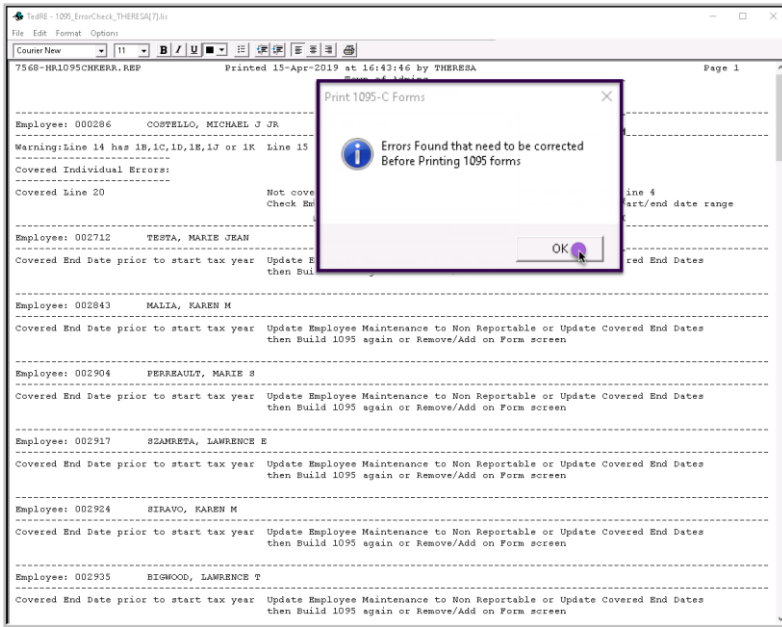 TedRE - 1095_ErrorCheck_THERESA[7].lis
File Edit Format Options
Courier New 11 B I U
7568-HR1095CHKERR.REP Printed 15-Apr-2019 at 16:43:46 by THERESA Page 1
Print 1095-C Forms
Errors Found that need to be corrected
Before Printing 1095 forms
OK
Employee: 000286 COSTELLO, MICHAEL J JR
Warning:Line 14 has 1B,1C,1D,1E,1J or 1K Line 15
Covered Individual Errors:
Covered Line 20 Not cove ine 4
Check Em art/end date range
Employee: 002712 TESTA, MARIE JEAN
Covered End Date prior to start tax year Update E red End Dates
then Bui
Employee: 002843 MALIA, KAREN M
Covered End Date prior to start tax year Update Employee Maintenance to Non Reportable or Update Covered End Dates
then Build 1095 again or Remove/Add on Form screen
Employee: 002904 PERREAULT, MARIE S
Covered End Date prior to start tax year Update Employee Maintenance to Non Reportable or Update Covered End Dates
then Build 1095 again or Remove/Add on Form screen
Employee: 002917 SZAMRETA, LAWRENCE E
Covered End Date prior to start tax year Update Employee Maintenance to Non Reportable or Update Covered End Dates
then Build 1095 again or Remove/Add on Form screen
Employee: 002924 SIRAVO, KAREN M
Covered End Date prior to start tax year Update Employee Maintenance to Non Reportable or Update Covered End Dates
then Build 1095 again or Remove/Add on Form screen
Employee: 002935 BIGWOOD, LAWRENCE T
Covered End Date prior to start tax year Update Employee Maintenance to Non Reportable or Update Covered End Dates
then Build 1095 again or Remove/Add on Form screen